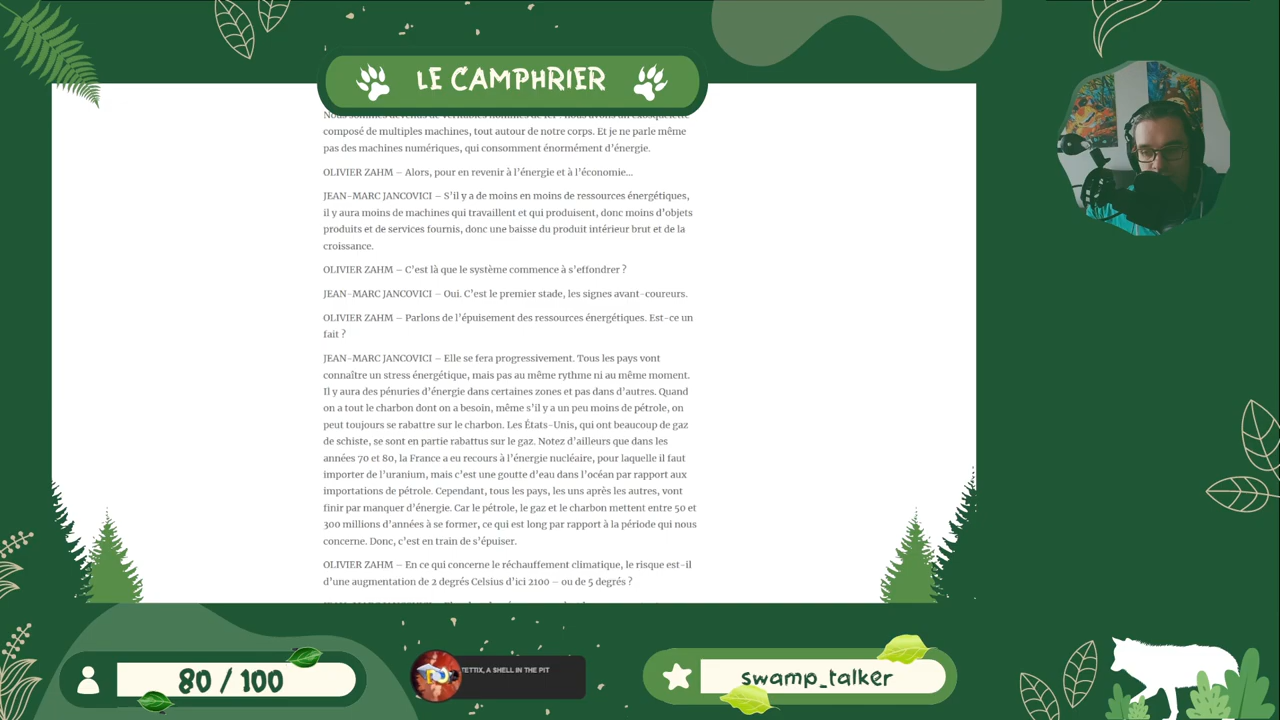 LE CAMPHRIER
composé de multiples machines, tout autour de notre corps. Et je ne parle même
pas des machines numériques, qui consomment énormément d'énergie.
OLIVIER ZAHM – Alors, pour en revenir à l'énergie et à l'économie…
JEAN-MARC JANCOVICI – S'il y a de moins en moins de ressources énergétiques,
il y aura moins de machines qui travaillent et qui produisent, donc moins d'objets
produits et de services fournis, donc une baisse du produit intérieur brut et de la
croissance.
OLIVIER ZAHM – C'est là que le système commence à s'effondrer ?
JEAN-MARC JANCOVICI – Oui. C'est le premier stade, les signes avant-coureurs.
OLIVIER ZAHM – Parlons de l'épuisement des ressources énergétiques. Est-ce un
fait ?
JEAN-MARC JANCOVICI – Elle se fera progressivement. Tous les pays vont
connaître un stress énergétique, mais pas au même rythme ni au même moment.
Il y aura des pénuries d'énergie dans certaines zones et pas dans d'autres. Quand
on a tout le charbon dont on a besoin, même s'il y a un peu moins de pétrole, on
peut toujours se rabattre sur le charbon. Les États-Unis, qui ont beaucoup de gaz
de schiste, se sont en partie rabattus sur le gaz. Notez d'ailleurs que dans les
années 70 et 80, la France a eu recours à l'énergie nucléaire, pour laquelle il faut
importer de l'uranium, mais c'est une goutte d'eau dans l'océan par rapport aux
importations de pétrole. Cependant, tous les pays, les uns après les autres, vont
finir par manquer d'énergie. Car le pétrole, le gaz et le charbon mettent entre 50 et
300 millions d'années à se former, ce qui est long par rapport à la période qui nous
concerne. Donc, c'est en train de s'épuiser.
OLIVIER ZAHM – En ce qui concerne le réchauffement climatique, le risque est-il
d'une augmentation de 2 degrés Celsius d'ici 2100 – ou de 5 degrés ?
80 / 100
TETTIX, A SHELL IN THE PIT
swamp_talker